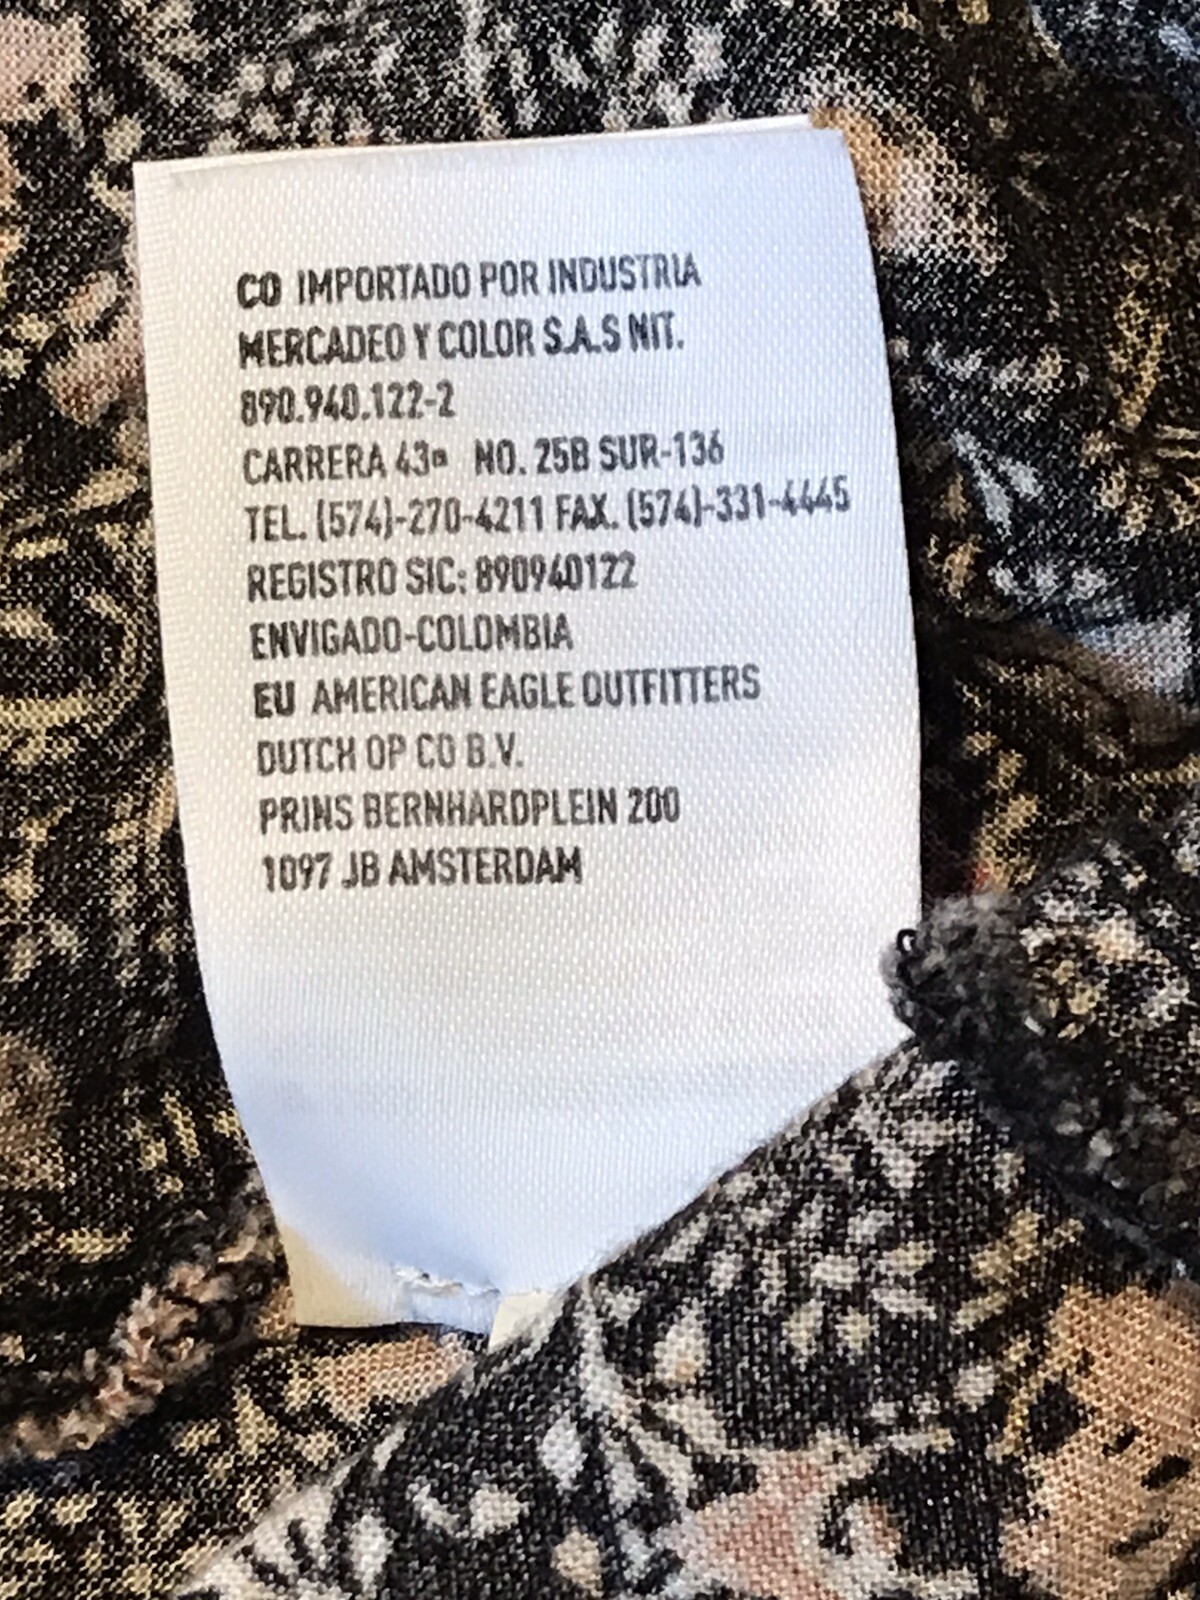 CO IMPORTADO POR INDUSTRIA
MERCADEO Y COLOR S.A.S NIT.
890.940.122-2
CARRERA 43ª NO. 25B SUR-136
TEL. (574)-270-4211 FAX. (574)-331-4445
REGISTRO SIC: 890940122
ENVIGADO-COLOMBIA
EU AMERICAN EAGLE OUTFITTERS
DUTCH OP CO B.V.
PRINS BERNHARDPLEIN 200
1097 JB AMSTERDAM